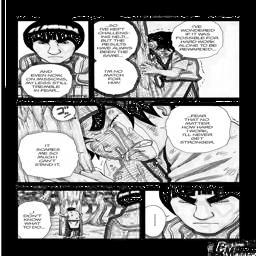 I'VE
WONDERED
IF IT WAS
POSSIBLE FOR
HARD WORK
ALONE TO BE
REWARDED...
...SO
I'VE KEPT
CHALLENG-
ING NEJI...
BUT THE
RESULTS
HAVE ALWAYS
BEEN THE
SAME...
I'M NO
MATCH FOR
HIM!
AND
EVEN NOW,
ON MISSIONS,
MY LEGS STILL
TREMBLE
IN FEAR...
...FEAR
THAT NO
MATTER
HOW HARD
I WORK,
I'LL NEVER
GET
STRONGER.
IT
SCARES
ME SO
MUCH I
CAN'T
STAND IT.
I
DON'T
KNOW
WHAT
TO DO...